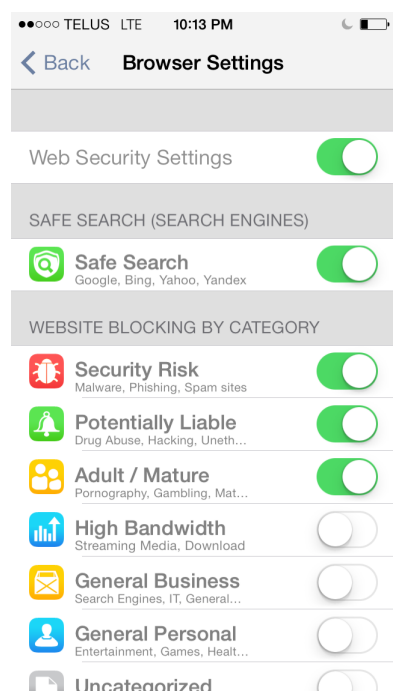 TELUS LTE 10:13 PM
Back Browser Settings
Web Security Settings
SAFE SEARCH (SEARCH ENGINES)
Safe Search
Google, Bing, Yahoo, Yandex
WEBSITE BLOCKING BY CATEGORY
Security Risk
Malware, Phishing, Spam sites
Potentially Liable
Drug Abuse, Hacking, Uneth...
Adult / Mature
Pornography, Gambling, Mat...
High Bandwidth
Streaming Media, Download
General Business
Search Engines, IT, General...
General Personal
Entertainment, Games, Healt...
Uncategorized